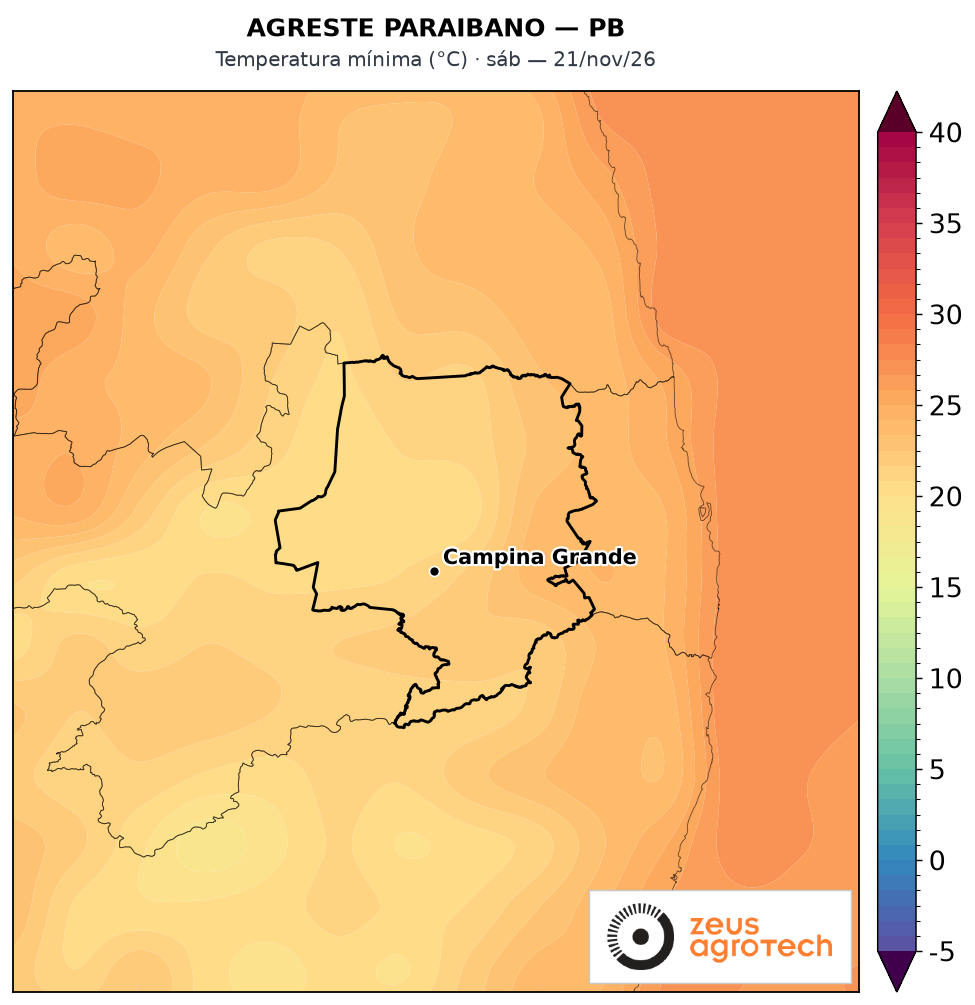 AGRESTE PARAIBANO — PB
Temperatura mínima (°C) · sáb — 21/nov/26
Campina Grande
40
35
30
25
20
15
10
5
0
-5
zeus
agrotech